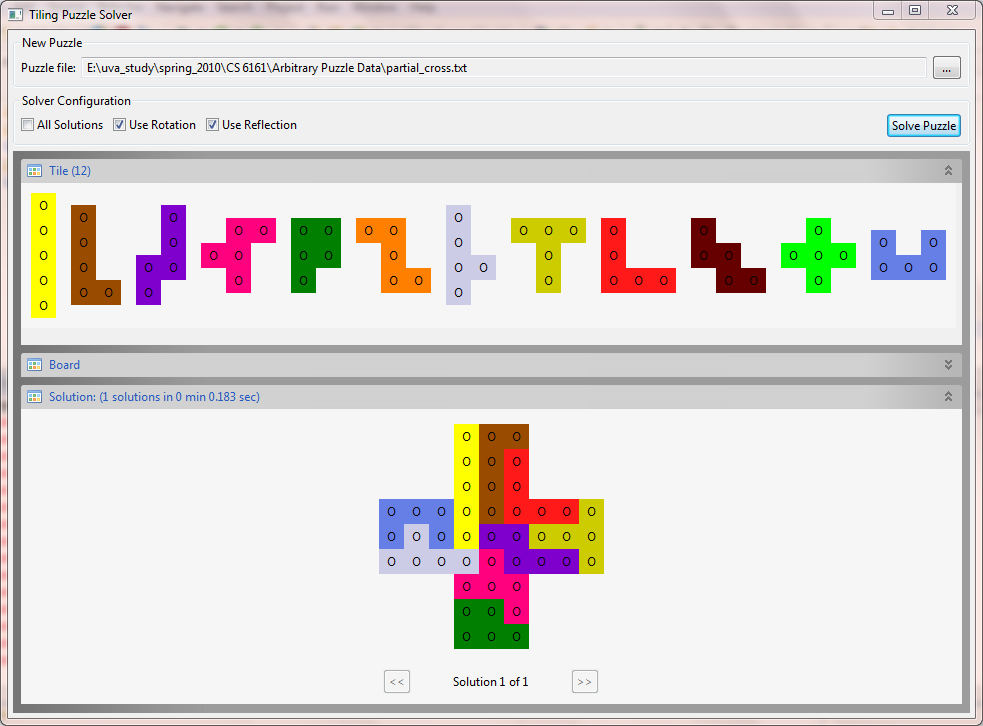 Tiling Puzzle Solver
New Puzzle
Puzzle file: E:\uva_study\spring_2010\CS 6161\Arbitrary Puzzle Data\partial_cross.txt ...
Solver Configuration
All Solutions Use Rotation Use Reflection Solve Puzzle
Tile (12)
O
O O O
O O O O O O O O O O O O O
O O O O O
O O O O O O O O O O O O O
O O O O O O O O
O O O O O O O O O O O O
O O O O
O
Board
Solution: (1 solutions in 0 min 0.183 sec)
O O O
O O O
O O O
O O O O O O O O O
O O O O O O O O O
O O O O O O O O O
O O O
O O O
O O O
<< Solution 1 of 1 >>